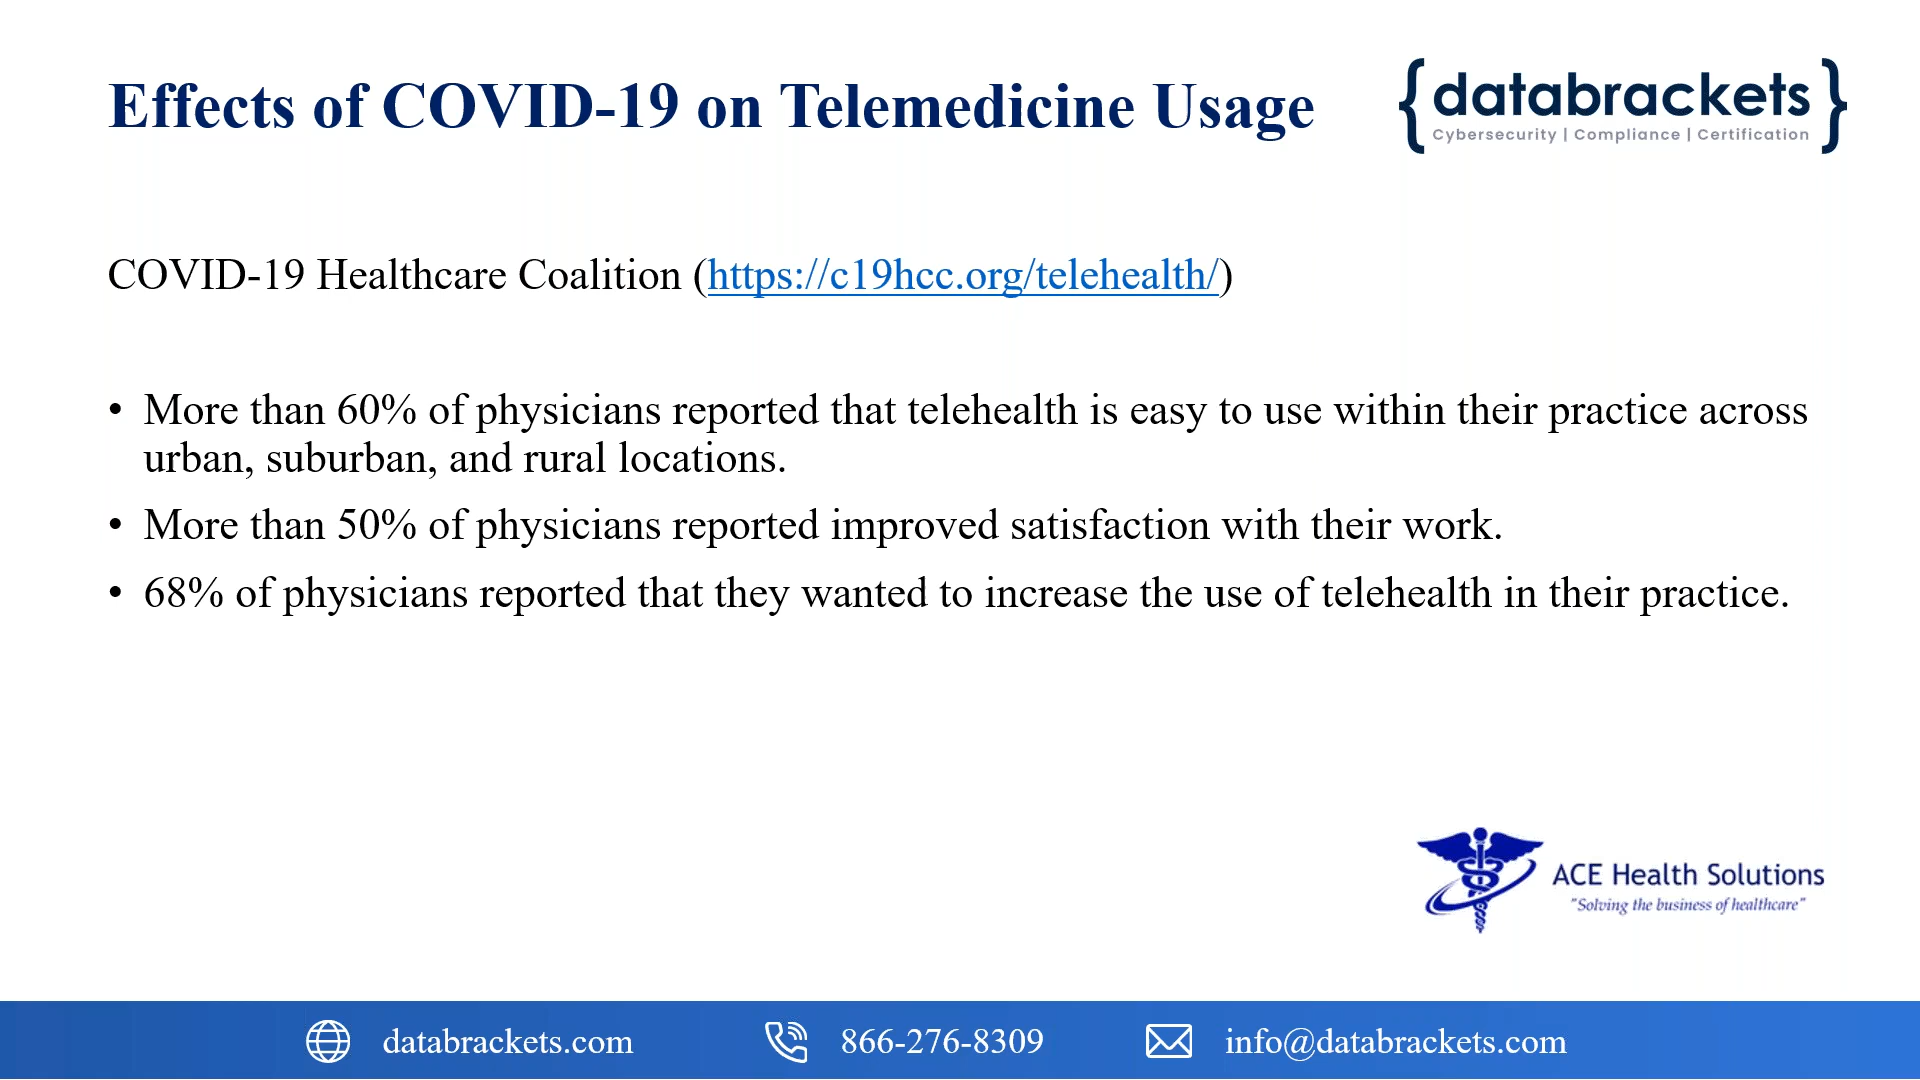 Effects of COVID-19 on Telemedicine Usage
{databrackets}
Cybersecurity | Compliance | Certification
COVID-19 Healthcare Coalition (https://c19hcc.org/telehealth/)
• More than 60% of physicians reported that telehealth is easy to use within their practice across
urban, suburban, and rural locations.
• More than 50% of physicians reported improved satisfaction with their work.
• 68% of physicians reported that they wanted to increase the use of telehealth in their practice.
ACE Health Solutions
"Solving the business of healthcare"
databrackets.com 866-276-8309 info@databrackets.com